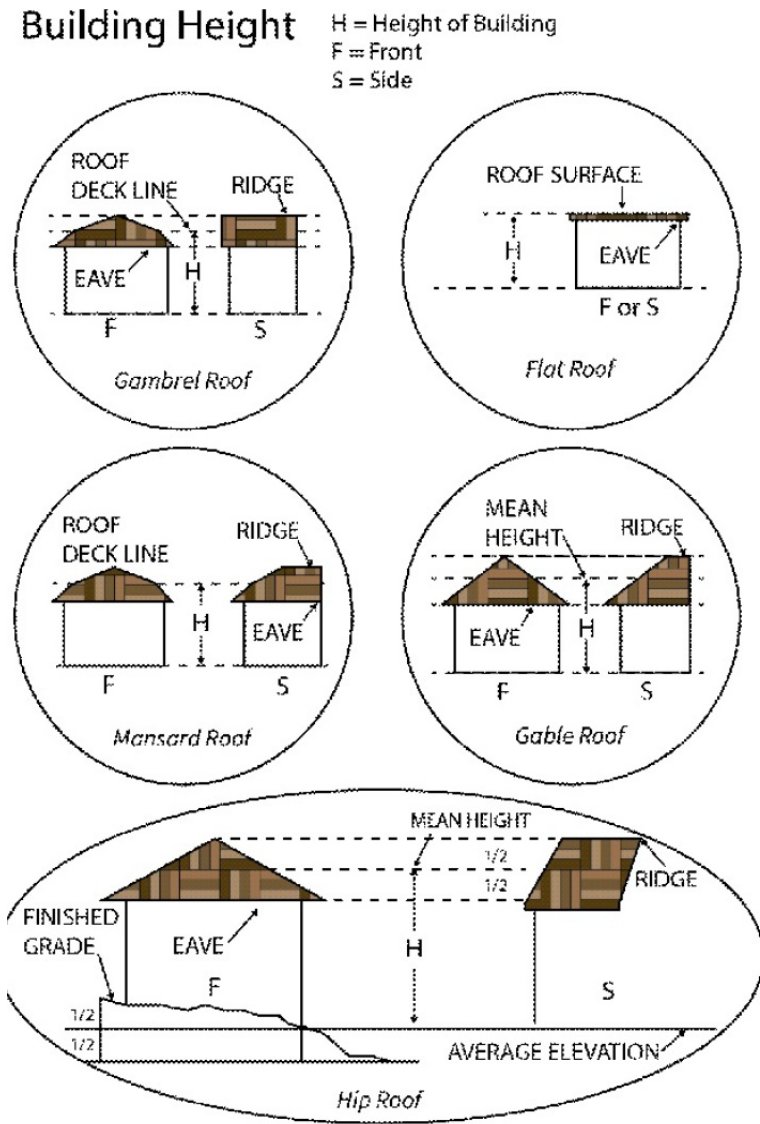 Building Height
H = Height of Building
F = Front
S = Side
ROOF
DECK LINE
RIDGE
H
EAVE
F
S
Gambrel Roof
ROOF SURFACE
H
EAVE
F or S
Flat Roof
ROOF
DECK LINE
RIDGE
H
EAVE
F
S
Mansard Roof
MEAN
HEIGHT
RIDGE
EAVE
H
F
S
Gable Roof
MEAN HEIGHT
1/2
1/2
RIDGE
FINISHED
GRADE
EAVE
H
F
S
1/2
1/2
AVERAGE ELEVATION
Hip Roof